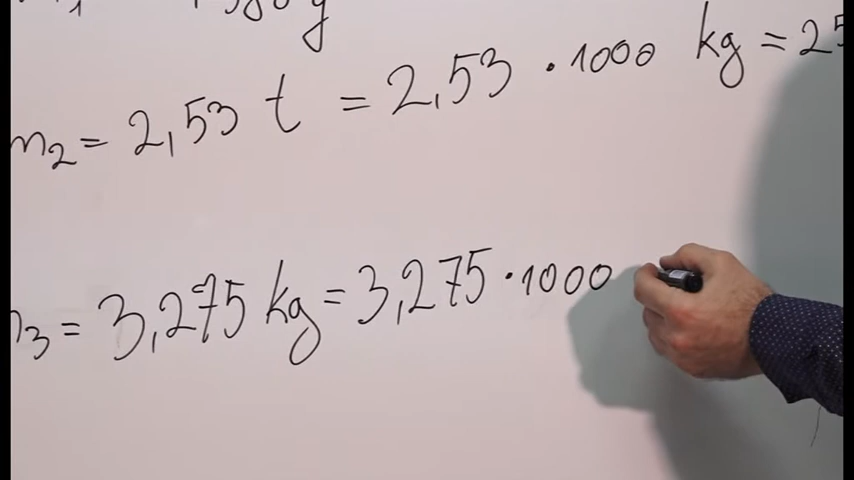 m₂ = 2,53 t = 2,53 · 1000 kg = 25
3 = 3,275 kg = 3,275 · 1000